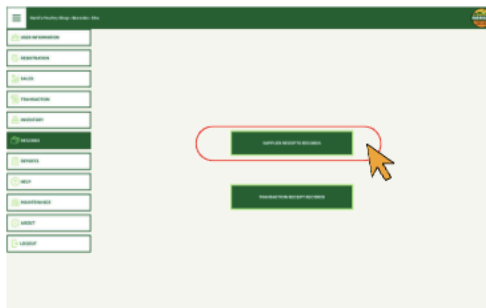 USER INFORMATION
REGISTRATION
SALES
TRANSACTION
INVENTORY
RECORDS
SUPPLIER RECEIPTS RECORDS
REPORTS
HELP
TRANSACTION RECEIPT RECORDS
MAINTENANCE
ABOUT
LOGOUT